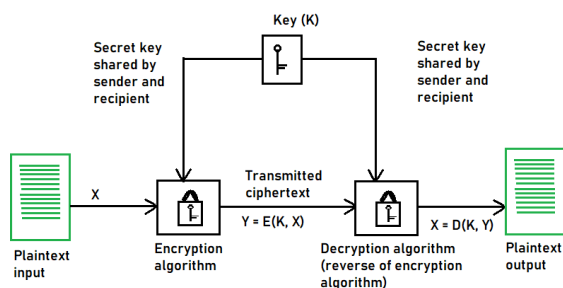 Key (K)
Secret key
shared by
sender and
recipient
Secret key
shared by
sender and
recipient
X
Transmitted
ciphertext
Y = E(K, X)
X = D(K, Y)
Plaintext
input
Encryption
algorithm
Decryption algorithm
(reverse of encryption
algorithm)
Plaintext
output